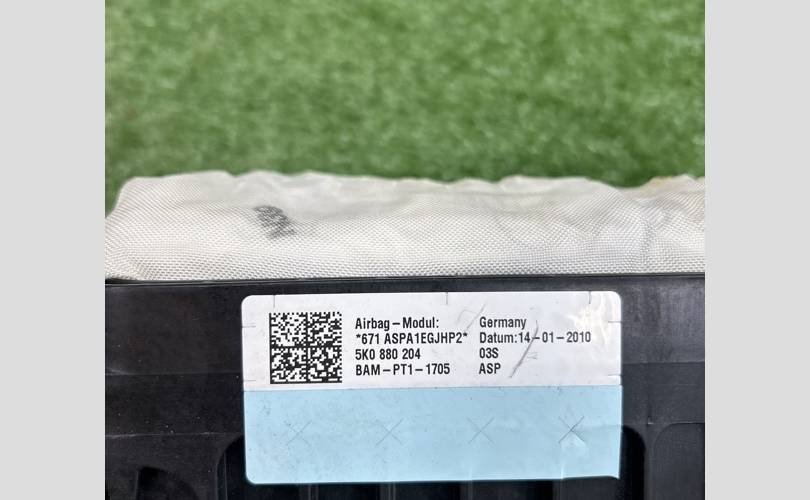 Airbag-Modul: Germany
*671 ASPA1EGJHP2* Datum:14-01-2010
5K0 880 204 03S
BAM-PT1-1705 ASP